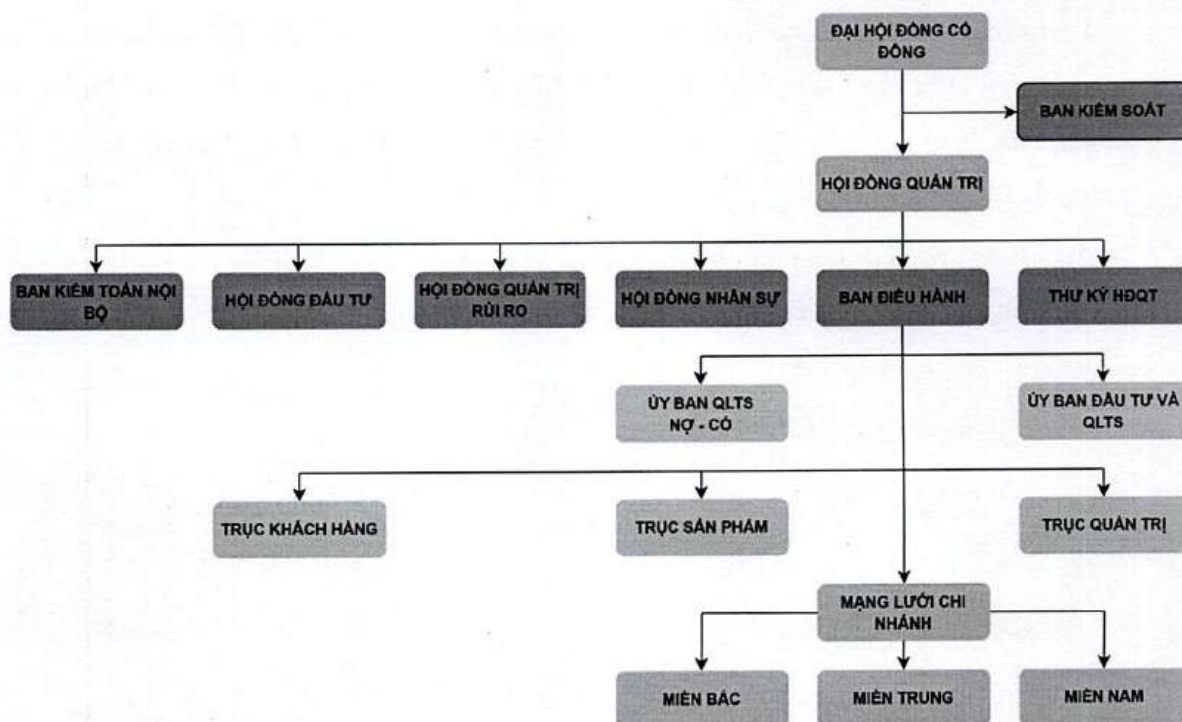 ĐẠI HỘI ĐỒNG CỔ
ĐÔNG
BAN KIỂM SOÁT
HỘI ĐỒNG QUẢN TRỊ
BAN KIỂM TOÁN NỘI
BỘ
HỘI ĐỒNG ĐẦU TƯ
HỘI ĐỒNG QUẢN TRỊ
RỦI RO
HỘI ĐỒNG NHÂN SỰ
BAN ĐIỀU HÀNH
THƯ KÝ HĐQT
ỦY BAN QLTS
NỢ - CÓ
ỦY BAN ĐẦU TƯ VÀ
QLTS
TRỤC KHÁCH HÀNG
TRỤC SẢN PHẨM
TRỤC QUẢN TRỊ
MẠNG LƯỚI CHI
NHÁNH
MIỀN BẮC
MIỀN TRUNG
MIỀN NAM